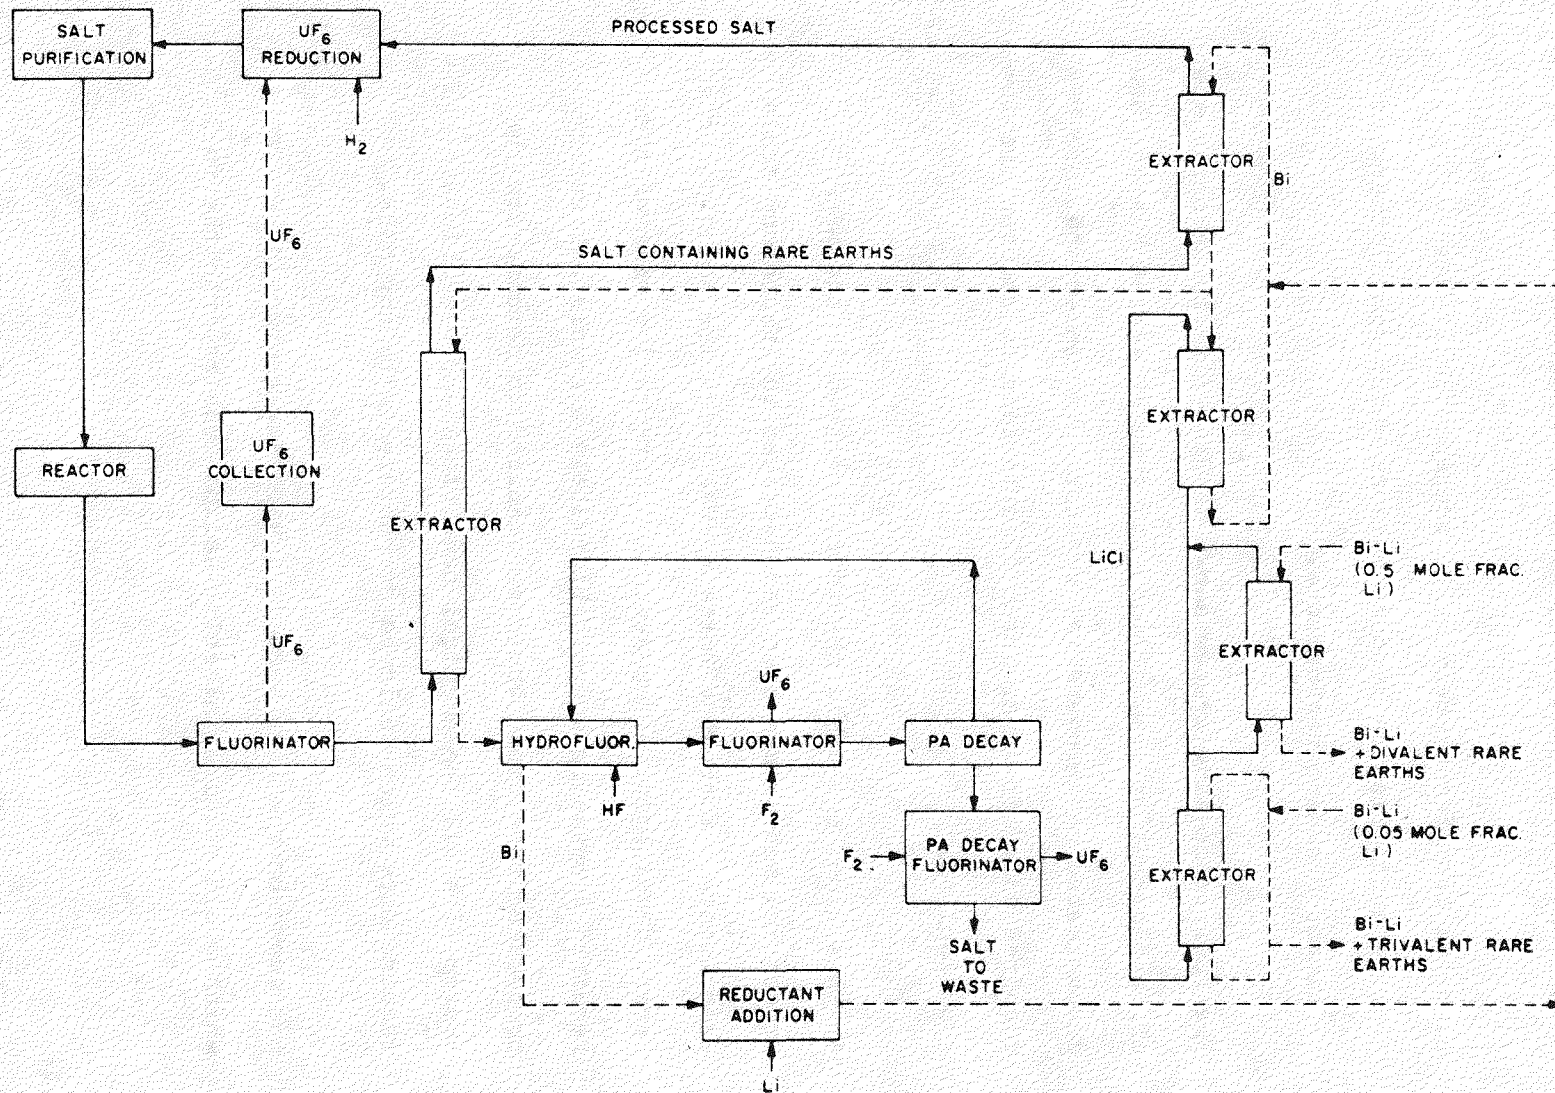 SALT
PURIFICATION
UF6
REDUCTION
PROCESSED SALT
H2
EXTRACTOR
Bi
UF6
SALT CONTAINING RARE EARTHS
UF6
COLLECTION
REACTOR
EXTRACTOR
EXTRACTOR
LiCl
Bi-Li
(0.5 MOLE FRAC.
Li)
EXTRACTOR
UF6
UF6
FLUORINATOR
HYDROFLUOR.
FLUORINATOR
PA DECAY
Bi-Li
+DIVALENT RARE
EARTHS
HF
F2
Bi-Li
(0.05 MOLE FRAC.
Li)
Bi
F2
PA DECAY
FLUORINATOR
UF6
EXTRACTOR
Bi-Li
+TRIVALENT RARE
EARTHS
SALT
TO
WASTE
REDUCTANT
ADDITION
Li